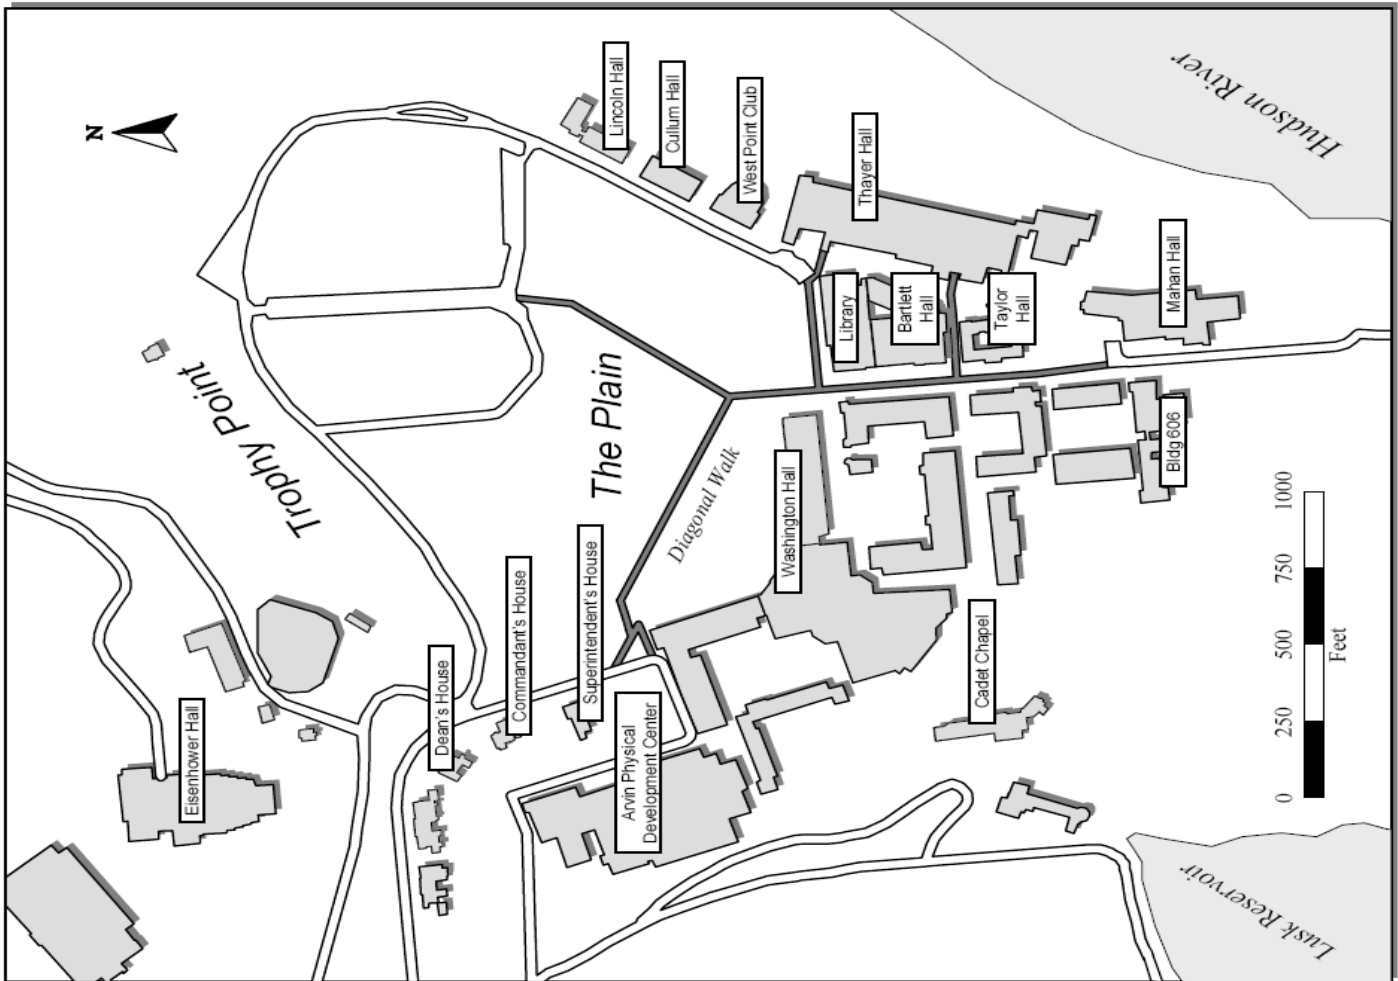 N
Lincoln Hall
Cullum Hall
West Point Club
Thayer Hall
Hudson River
Mahan Hall
Library
Bartlett
Hall
Taylor
Hall
Trophy Point
The Plain
Diagonal Walk
Washington Hall
Bldg 606
Superintendent's House
Commandant's House
Dean's House
Eisenhower Hall
Arvin Physical
Development Center
Cadet Chapel
Lusk Reservoir
0 250 500 750 1000
Feet